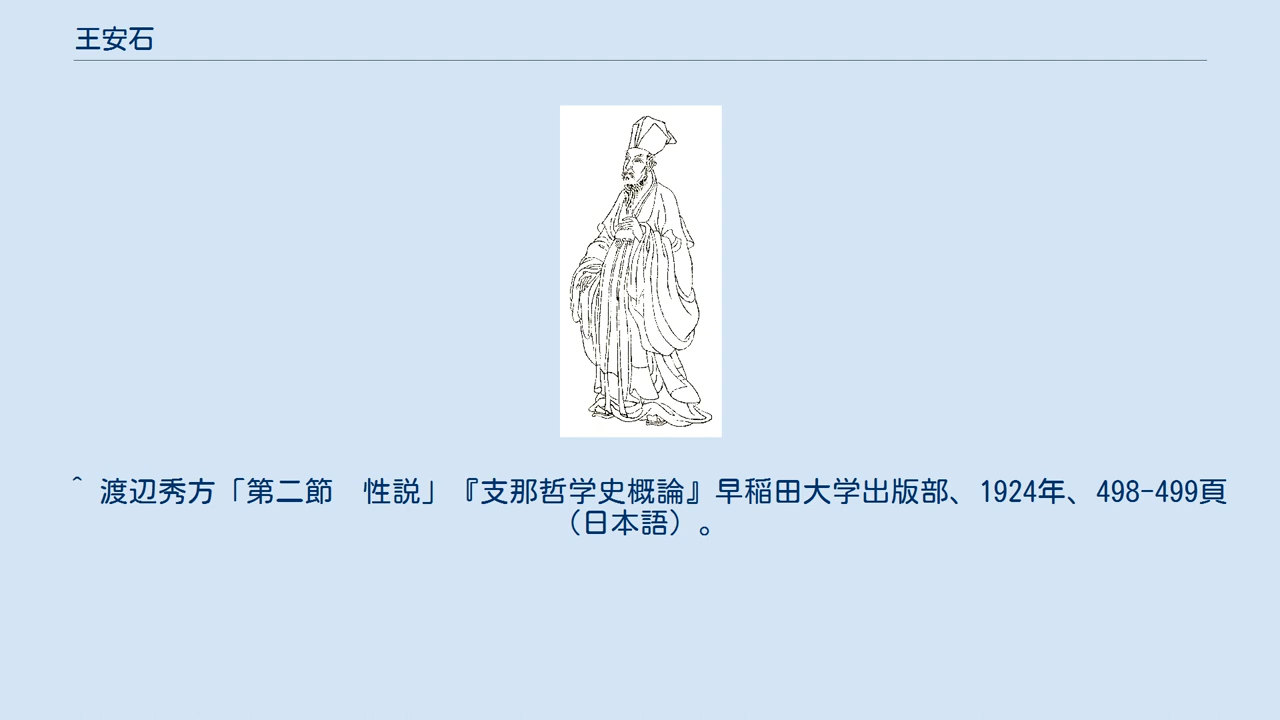 王安石
^ 渡辺秀方「第二節　性説」『支那哲学史概論』早稲田大学出版部、1924年、498-499頁
（日本語）。